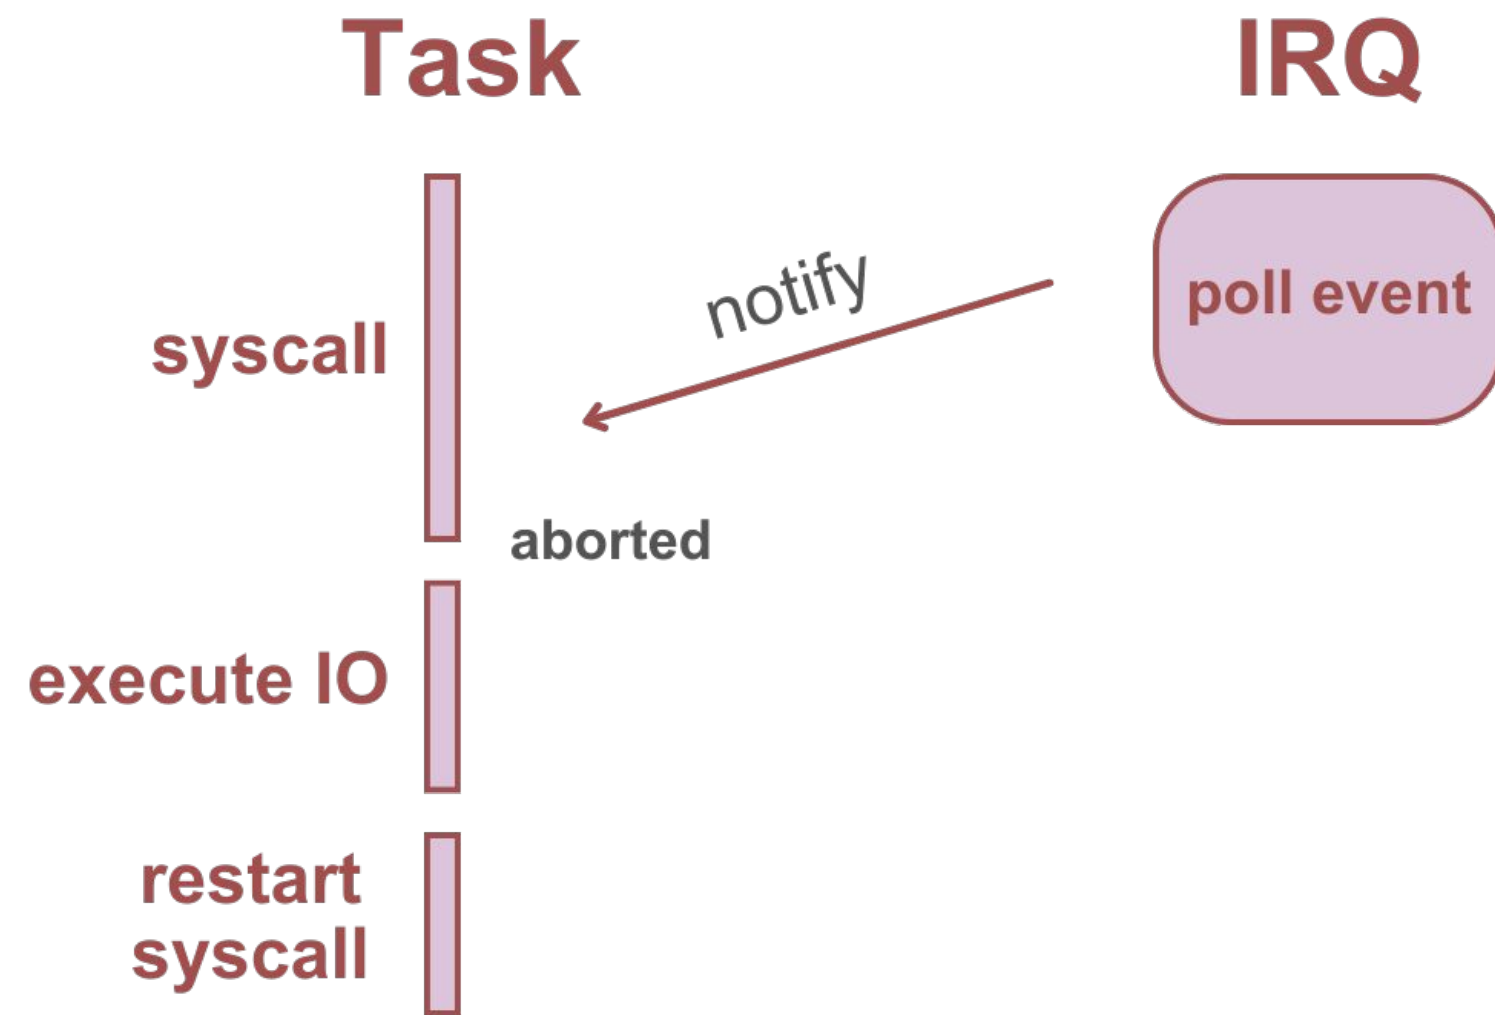 Task
IRQ
notify
poll event
syscall
aborted
execute IO
restart
syscall